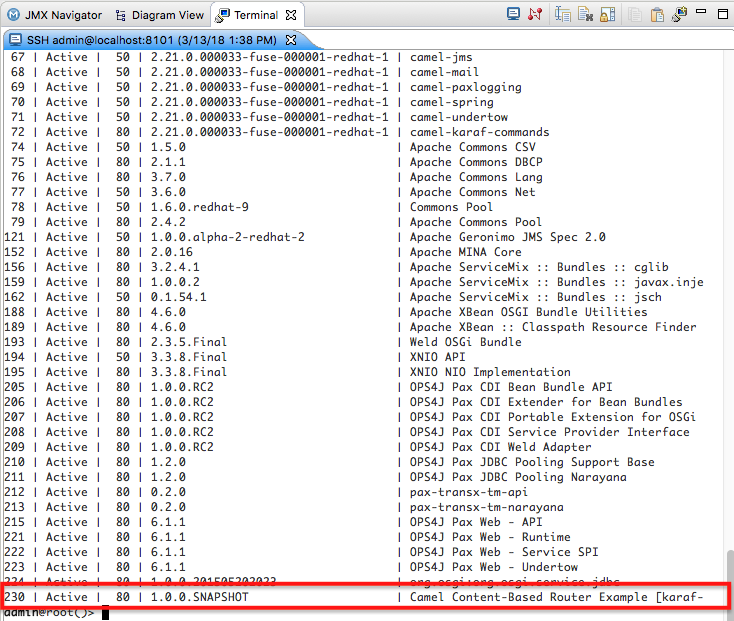 JMX Navigator Diagram View Terminal
SSH admin@localhost:8101 (3/13/18 1:38 PM)
67 | Active | 50 | 2.21.0.000033-fuse-000001-redhat-1 | camel-jms
68 | Active | 50 | 2.21.0.000033-fuse-000001-redhat-1 | camel-mail
69 | Active | 50 | 2.21.0.000033-fuse-000001-redhat-1 | camel-paxlogging
70 | Active | 50 | 2.21.0.000033-fuse-000001-redhat-1 | camel-spring
71 | Active | 50 | 2.21.0.000033-fuse-000001-redhat-1 | camel-undertow
72 | Active | 80 | 2.21.0.000033-fuse-000001-redhat-1 | camel-karaf-commands
74 | Active | 50 | 1.5.0 | Apache Commons CSV
75 | Active | 80 | 2.1.1 | Apache Commons DBCP
76 | Active | 80 | 3.7.0 | Apache Commons Lang
77 | Active | 50 | 3.6.0 | Apache Commons Net
78 | Active | 50 | 1.6.0.redhat-9 | Commons Pool
79 | Active | 80 | 2.4.2 | Apache Commons Pool
121 | Active | 50 | 1.0.0.alpha-2-redhat-2 | Apache Geronimo JMS Spec 2.0
152 | Active | 80 | 2.0.16 | Apache MINA Core
156 | Active | 80 | 3.2.4.1 | Apache ServiceMix :: Bundles :: cglib
159 | Active | 80 | 1.0.0.2 | Apache ServiceMix :: Bundles :: javax.inje
162 | Active | 50 | 0.1.54.1 | Apache ServiceMix :: Bundles :: jsch
188 | Active | 80 | 4.6.0 | Apache XBean OSGI Bundle Utilities
189 | Active | 80 | 4.6.0 | Apache XBean :: Classpath Resource Finder
193 | Active | 80 | 2.3.5.Final | Weld OSGi Bundle
194 | Active | 50 | 3.3.8.Final | XNIO API
195 | Active | 80 | 3.3.8.Final | XNIO NIO Implementation
205 | Active | 80 | 1.0.0.RC2 | OPS4J Pax CDI Bean Bundle API
206 | Active | 80 | 1.0.0.RC2 | OPS4J Pax CDI Extender for Bean Bundles
207 | Active | 80 | 1.0.0.RC2 | OPS4J Pax CDI Portable Extension for OSGi
208 | Active | 80 | 1.0.0.RC2 | OPS4J Pax CDI Service Provider Interface
209 | Active | 80 | 1.0.0.RC2 | OPS4J Pax CDI Weld Adapter
210 | Active | 80 | 1.2.0 | OPS4J Pax JDBC Pooling Support Base
211 | Active | 80 | 1.2.0 | OPS4J Pax JDBC Pooling Narayana
212 | Active | 80 | 0.2.0 | pax-transx-tm-api
213 | Active | 80 | 0.2.0 | pax-transx-tm-narayana
215 | Active | 80 | 6.1.1 | OPS4J Pax Web - API
221 | Active | 80 | 6.1.1 | OPS4J Pax Web - Runtime
222 | Active | 80 | 6.1.1 | OPS4J Pax Web - Service SPI
223 | Active | 80 | 6.1.1 | OPS4J Pax Web - Undertow
224 | Active | 80 | 1.0.0.201505202023 | org.osgi:org.osgi.service.jdbc
230 | Active | 80 | 1.0.0.SNAPSHOT | Camel Content-Based Router Example [karaf-
admin@root()>